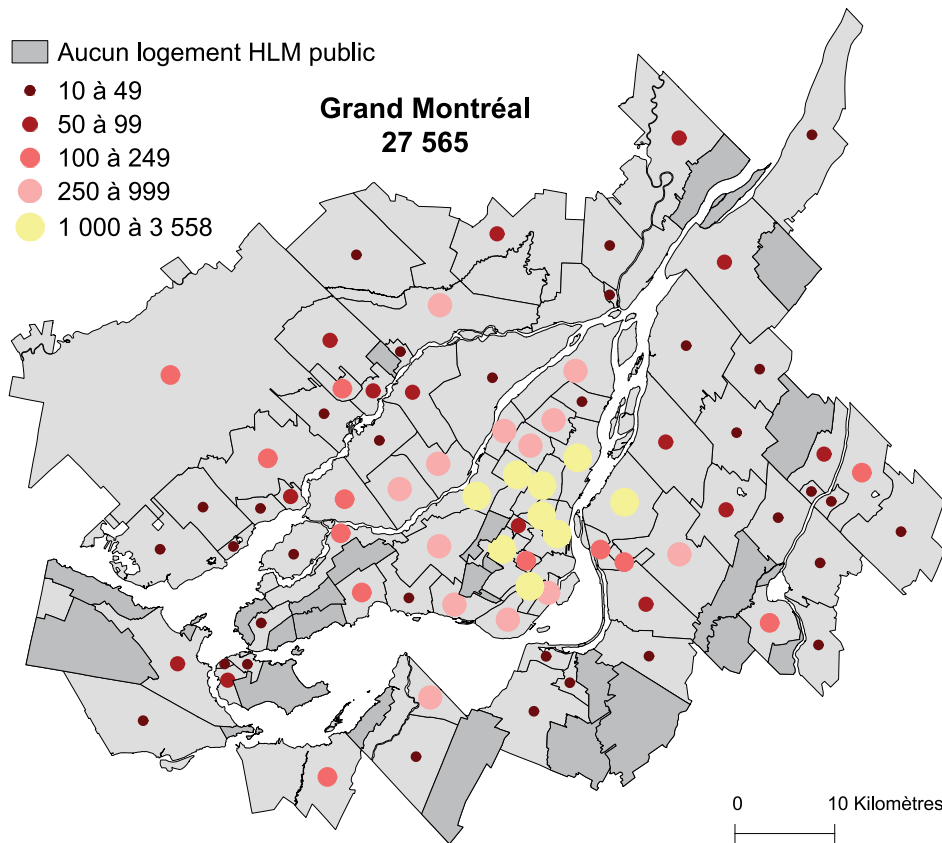 Aucun logement HLM public
10 à 49
50 à 99
100 à 249
250 à 999
1 000 à 3 558
Grand Montréal
27 565
0 10 Kilomètres